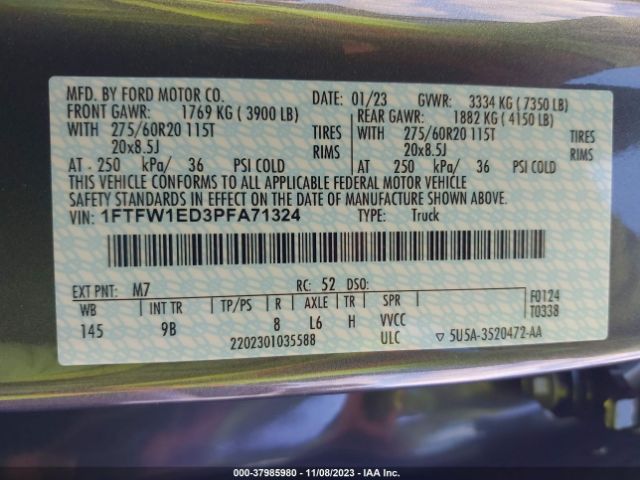 MFD. BY FORD MOTOR CO. DATE: 01/23 GVWR: 3334 KG ( 7350 LB)
FRONT GAWR: 1769 KG ( 3900 LB) REAR GAWR: 1882 KG ( 4150 LB)
WITH 275/60R20 115T TIRES WITH 275/60R20 115T TIRES
20x8.5J RIMS 20x8.5J RIMS
AT 250 kPa/ 36 PSI COLD AT 250 kPa/ 36 PSI COLD
THIS VEHICLE CONFORMS TO ALL APPLICABLE FEDERAL MOTOR VEHICLE
SAFETY STANDARDS IN EFFECT ON THE DATE OF MANUFACTURE SHOWN ABOVE.
VIN: 1FTFW1ED3PFA71324 TYPE: Truck
EXT PNT: M7 RC: 52 DSO:
WB INT TR TP/PS R AXLE TR SPR F0124
145 9B 8 L6 H VVCC T0338
2202301035588 ULC ▽ 5U5A-3520472-AA
000-37985980 - 11/08/2023 - IAA Inc.